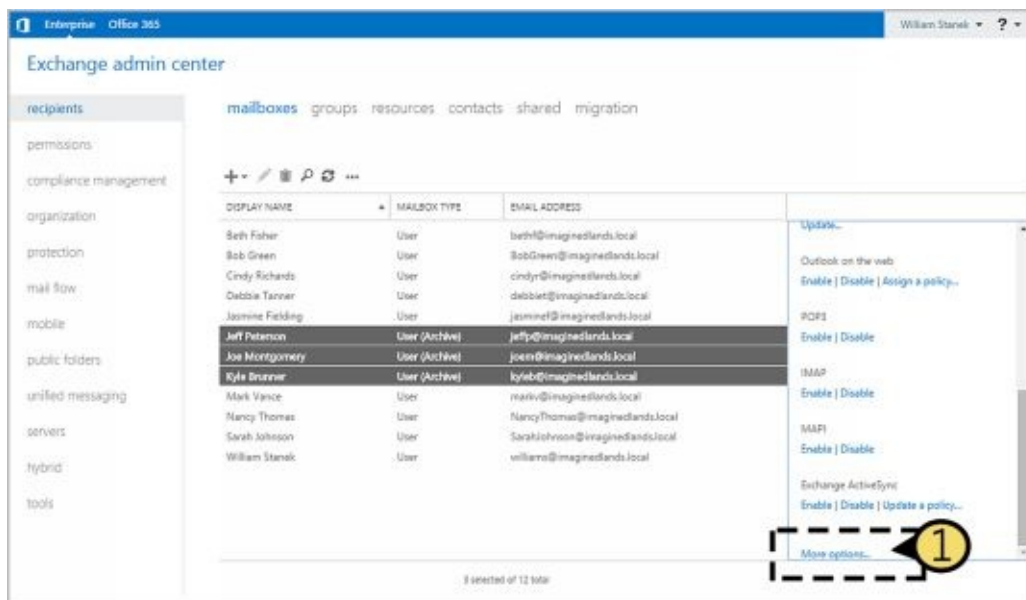 Enterprise Office 365
William Stanek
?
Exchange admin center
recipients
permissions
compliance management
organization
protection
mail flow
mobile
public folders
unified messaging
servers
hybrid
tools
mailboxes groups resources contacts shared migration
DISPLAY NAME MAILBOX TYPE EMAIL ADDRESS
Beth Fisher User bethf@imaginedlands.local
Bob Green User BobGreen@imaginedlands.local
Cindy Richards User cindyr@imaginedlands.local
Debbie Tanner User debbiet@imaginedlands.local
Jasmine Fielding User jasminef@imaginedlands.local
Jeff Peterson User (Archive) jeffp@imaginedlands.local
Joe Montgomery User (Archive) joem@imaginedlands.local
Kyle Brunner User (Archive) kyleb@imaginedlands.local
Mark Vance User markv@imaginedlands.local
Nancy Thomas User NancyThomas@imaginedlands.local
Sarah Johnson User SarahJohnson@imaginedlands.local
William Stanek User williams@imaginedlands.local
3 selected of 12 total
Update...
Outlook on the web
Enable | Disable | Assign a policy...
POP3
Enable | Disable
IMAP
Enable | Disable
MAPI
Enable | Disable
Exchange ActiveSync
Enable | Disable | Update a policy...
More options...
1